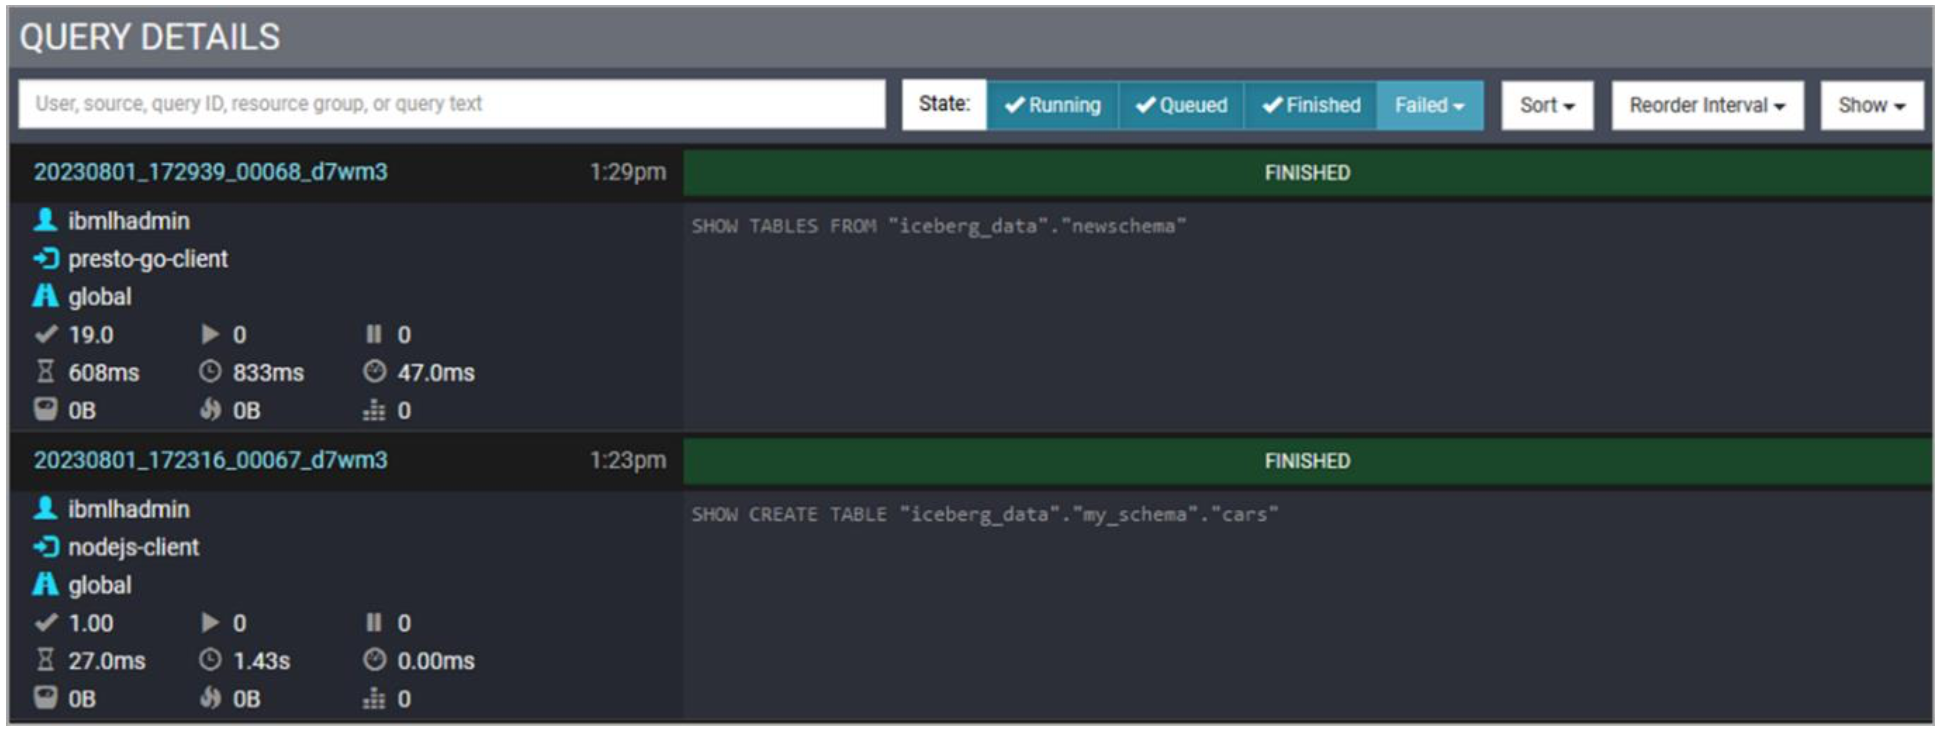 QUERY DETAILS
User, source, query ID, resource group, or query text
State: Running Queued Finished Failed Sort Reorder Interval Show
20230801_172939_00068_d7wm3 1:29pm FINISHED
ibmlhadmin
SHOW TABLES FROM "iceberg_data"."newschema"
presto-go-client
global
19.0 0 0
608ms 833ms 47.0ms
0B 0B 0
20230801_172316_00067_d7wm3 1:23pm FINISHED
ibmlhadmin
SHOW CREATE TABLE "iceberg_data"."my_schema"."cars"
nodejs-client
global
1.00 0 0
27.0ms 1.43s 0.00ms
0B 0B 0